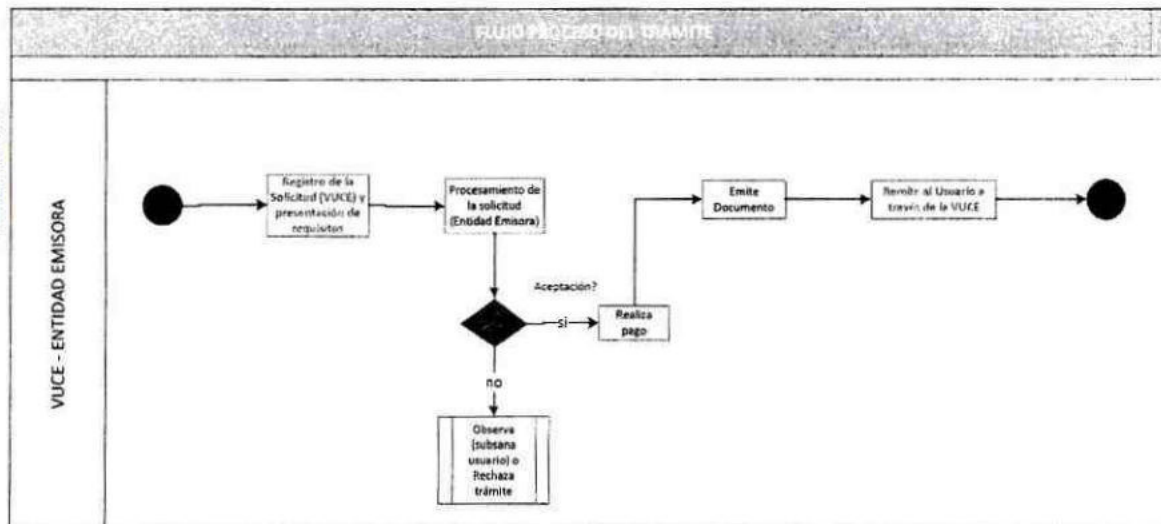 FLUJO PROCESO DEL TRAMITE
VUCE - ENTIDAD EMISORA
Registro de la
Solicitud (VUCE) y
presentación de
requisitos
Procesamiento de
la solicitud
(Entidad Emisora)
Aceptación?
si
Realiza
pago
Emite
Documento
Remite al Usuario a
través de la VUCE
no
Observa
(subsana
usuario) o
Rechaza
trámite